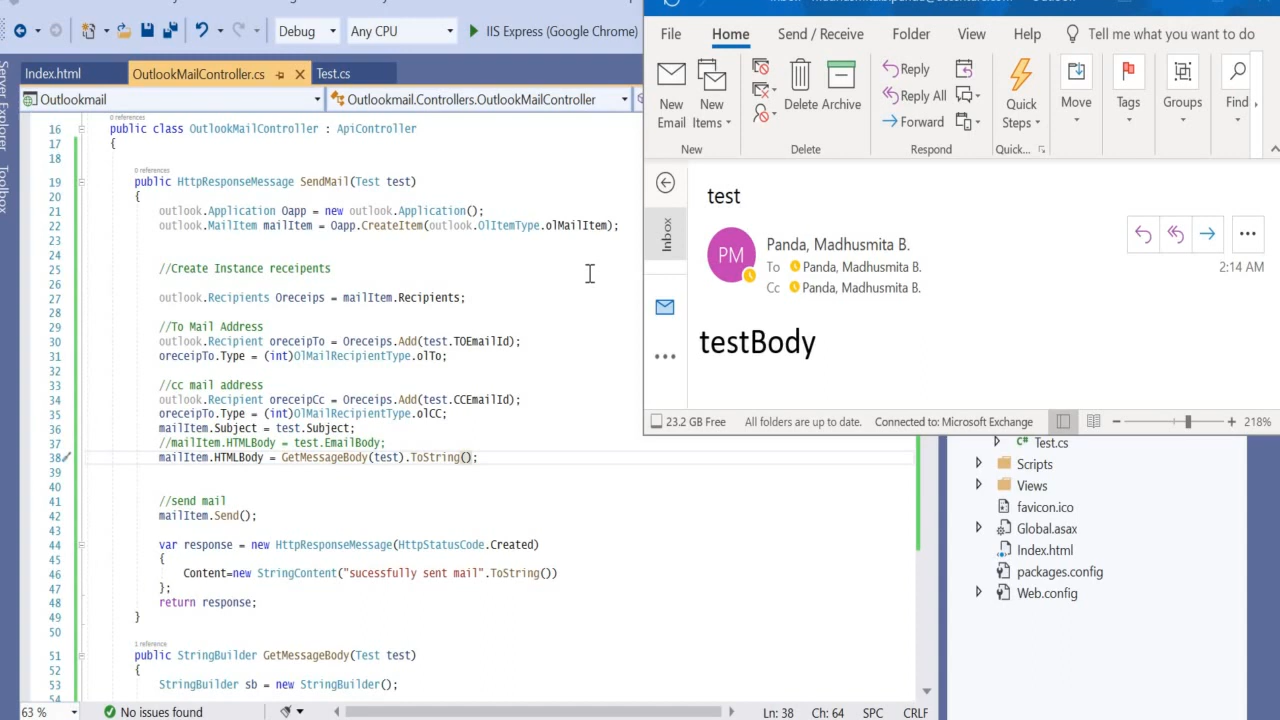 Debug
Any CPU
IIS Express (Google Chrome)
Index.html
OutlookMailController.cs
Test.cs
Outlookmail
Outlookmail.Controllers.OutlookMailController
Server Explorer
Toolbox
0 references
16 public class OutlookMailController : ApiController
17 {
18
0 references
19 public HttpResponseMessage SendMail(Test test)
20 {
21 outlook.Application Oapp = new outlook.Application();
22 outlook.MailItem mailItem = Oapp.CreateItem(outlook.OlItemType.olMailItem);
23
24
25 //Create Instance receipents
26
27 outlook.Recipients Oreceips = mailItem.Recipients;
28
29 //To Mail Address
30 outlook.Recipient oreceipTo = Oreceips.Add(test.TOEmailId);
31 oreceipTo.Type = (int)OlMailRecipientType.olTo;
32
33 //cc mail address
34 outlook.Recipient oreceipCc = Oreceips.Add(test.CCEmailId);
35 oreceipTo.Type = (int)OlMailRecipientType.olCC;
36 mailItem.Subject = test.Subject;
37 //mailItem.HTMLBody = test.EmailBody;
38 mailItem.HTMLBody = GetMessageBody(test).ToString();
39
40
41 //send mail
42 mailItem.Send();
43
44 var response = new HttpResponseMessage(HttpStatusCode.Created)
45 {
46 Content=new StringContent("sucessfully sent mail".ToString())
47 };
48 return response;
49 }
50
1 reference
51 public StringBuilder GetMessageBody(Test test)
52 {
53 StringBuilder sb = new StringBuilder();
63 %
No issues found
Ln: 38
Ch: 64
SPC
CRLF
File
Home
Send / Receive
Folder
View
Help
Tell me what you want to do
New Email
New Items
Delete
Archive
Reply
Reply All
Forward
Quick Steps
Move
Tags
Groups
Find
New
Delete
Respond
Quick...
test
Inbox
PM
Panda, Madhusmita B.
To Panda, Madhusmita B.
Cc Panda, Madhusmita B.
2:14 AM
testBody
23.2 GB Free
All folders are up to date.
Connected to: Microsoft Exchange
218%
Test.cs
Scripts
Views
favicon.ico
Global.asax
Index.html
packages.config
Web.config